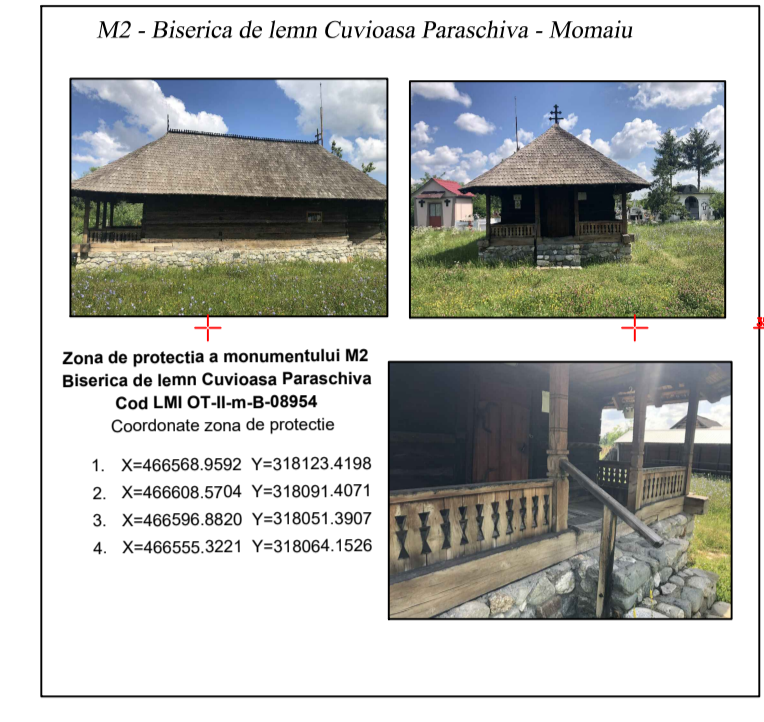 M2 - Biserica de lemn Cuvioasa Paraschiva - Momaiu
Zona de protectia a monumentului M2
Biserica de lemn Cuvioasa Paraschiva
Cod LMI OT-II-m-B-08954
Coordonate zona de protectie
1. X=466568.9592 Y=318123.4198
2. X=466608.5704 Y=318091.4071
3. X=466596.8820 Y=318051.3907
4. X=466555.3221 Y=318064.1526